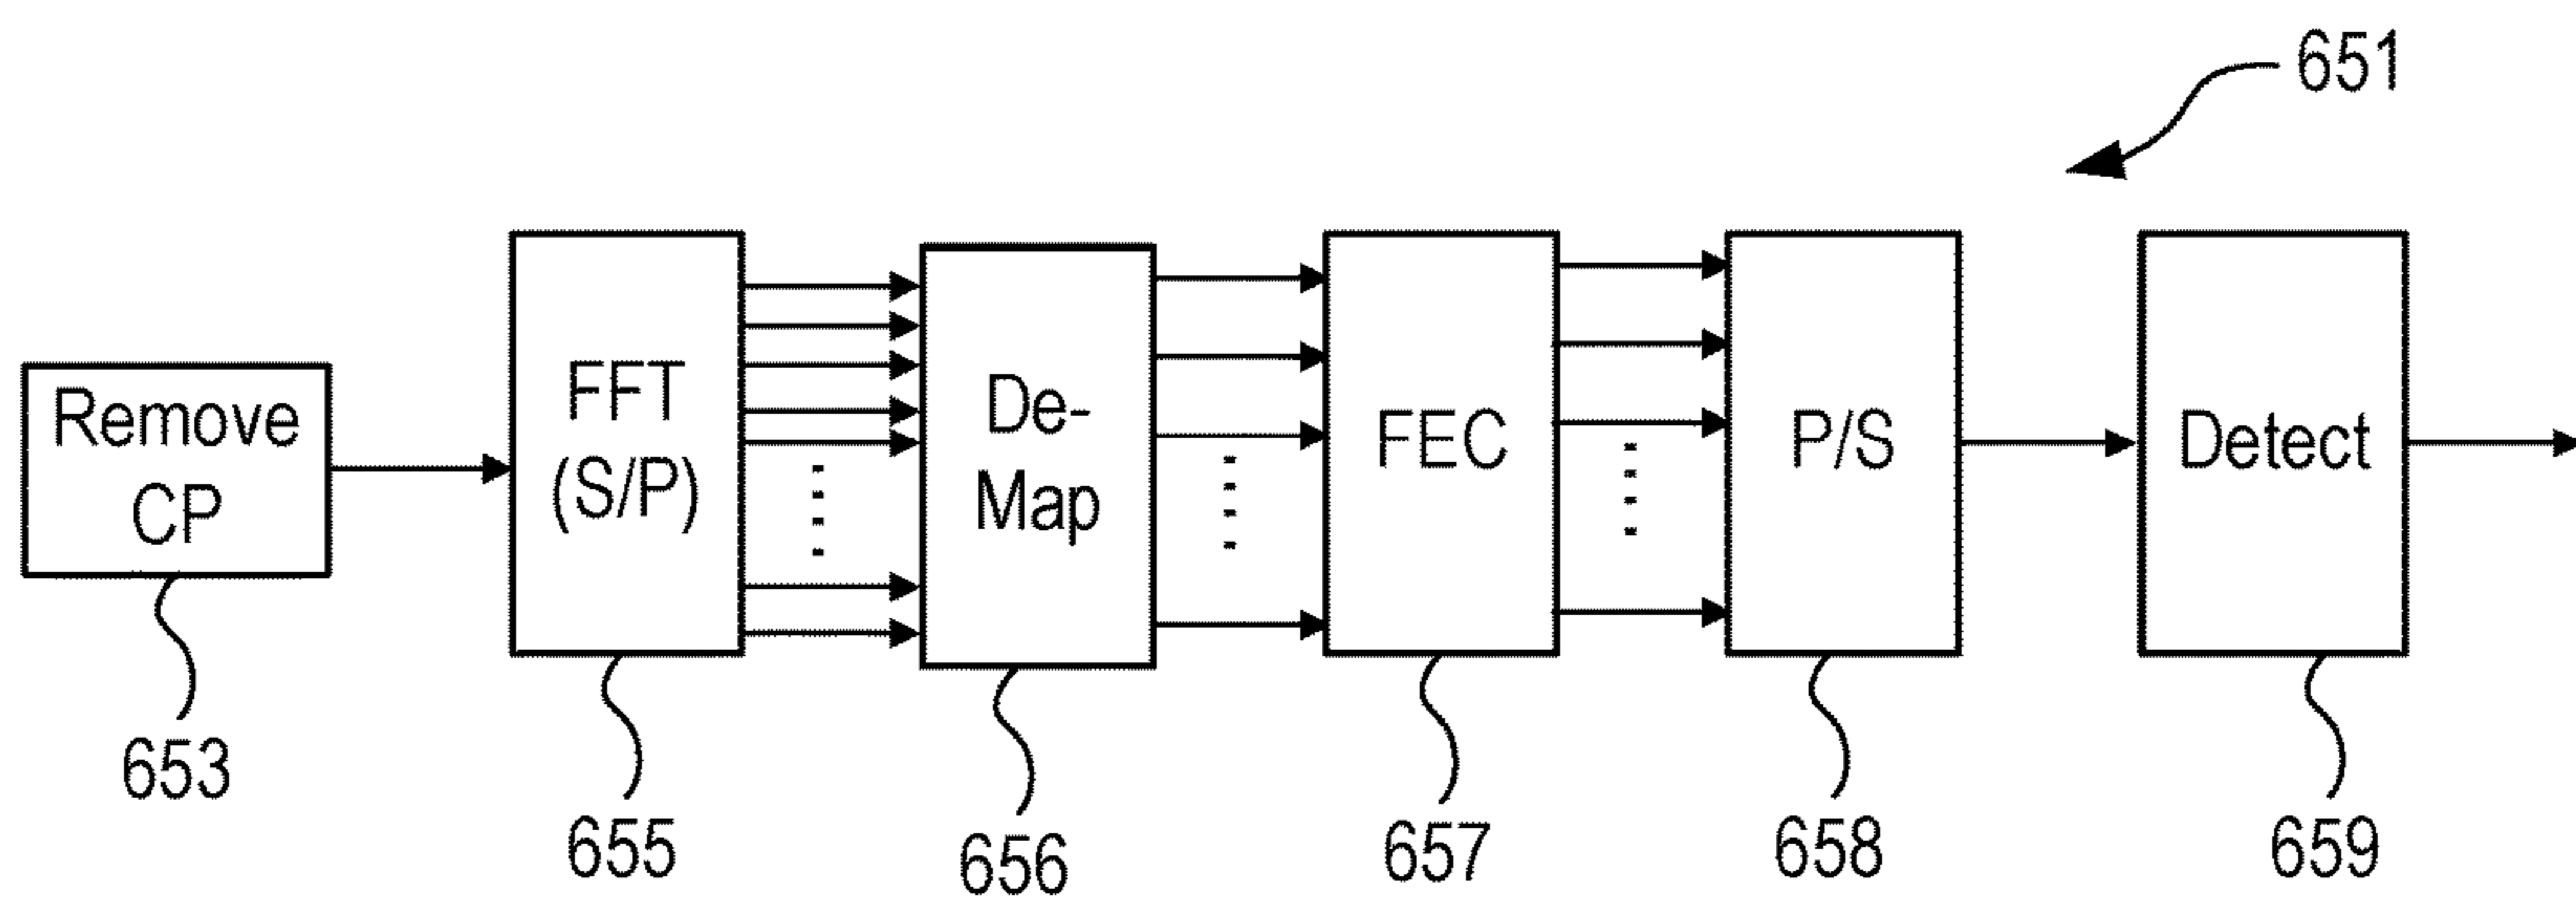 651
Remove
CP
FFT
(S/P)
De-
Map
FEC
P/S
Detect
653
655
656
657
658
659